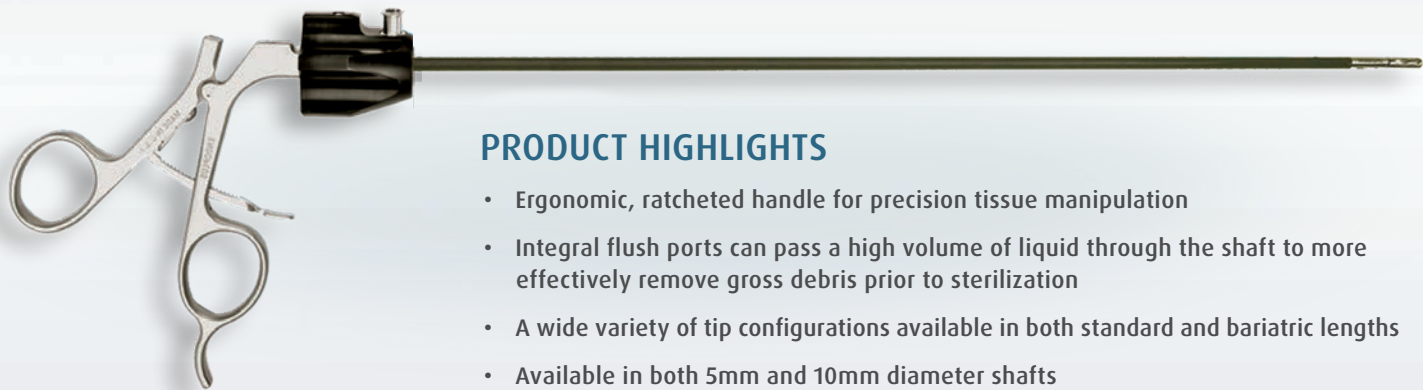 PRODUCT HIGHLIGHTS
• Ergonomic, ratcheted handle for precision tissue manipulation
• Integral flush ports can pass a high volume of liquid through the shaft to more
effectively remove gross debris prior to sterilization
• A wide variety of tip configurations available in both standard and bariatric lengths
• Available in both 5mm and 10mm diameter shafts